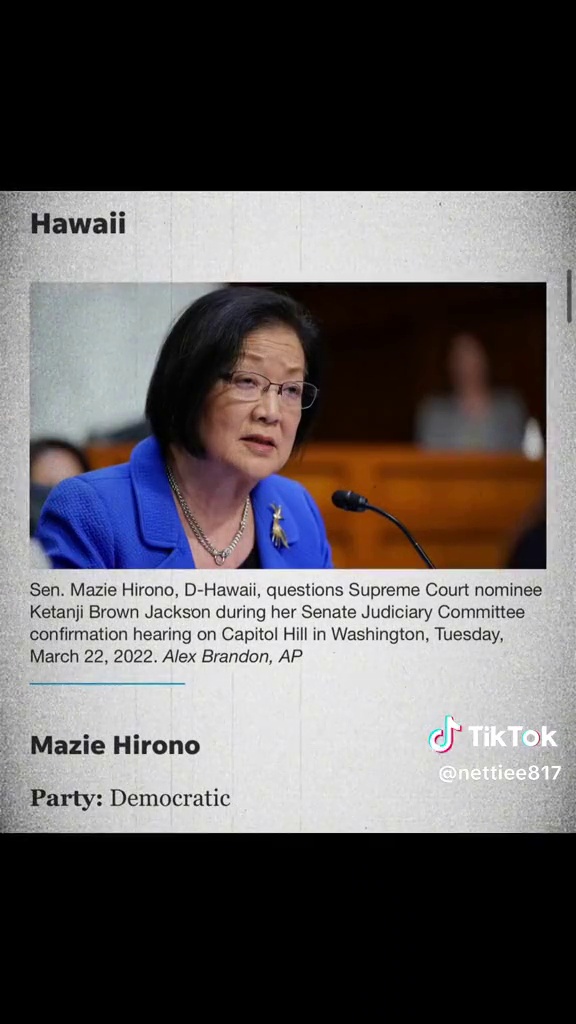 Hawaii
Sen. Mazie Hirono, D-Hawaii, questions Supreme Court nominee
Ketanji Brown Jackson during her Senate Judiciary Committee
confirmation hearing on Capitol Hill in Washington, Tuesday,
March 22, 2022. Alex Brandon, AP
Mazie Hirono
Party: Democratic
TikTok
@nettiee817